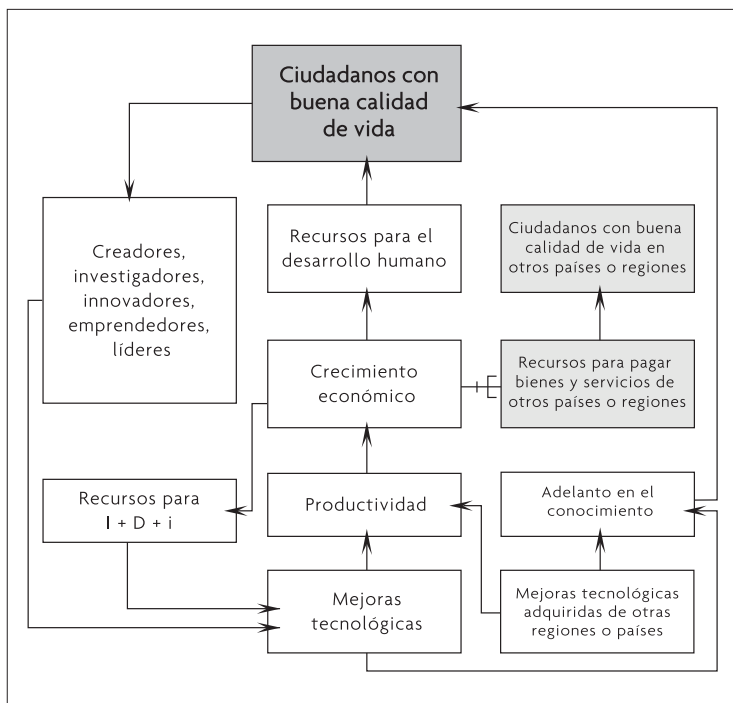 Ciudadanos con
buena calidad
de vida
Creadores,
investigadores,
innovadores,
emprendedores,
líderes
Recursos para el
desarrollo humano
Ciudadanos con buena
calidad de vida en
otros países o regiones
Crecimiento
económico
Recursos para pagar
bienes y servicios de
otros países o regiones
Recursos para
I + D + i
Productividad
Adelanto en el
conocimiento
Mejoras
tecnológicas
Mejoras tecnológicas
adquiridas de otras
regiones o países